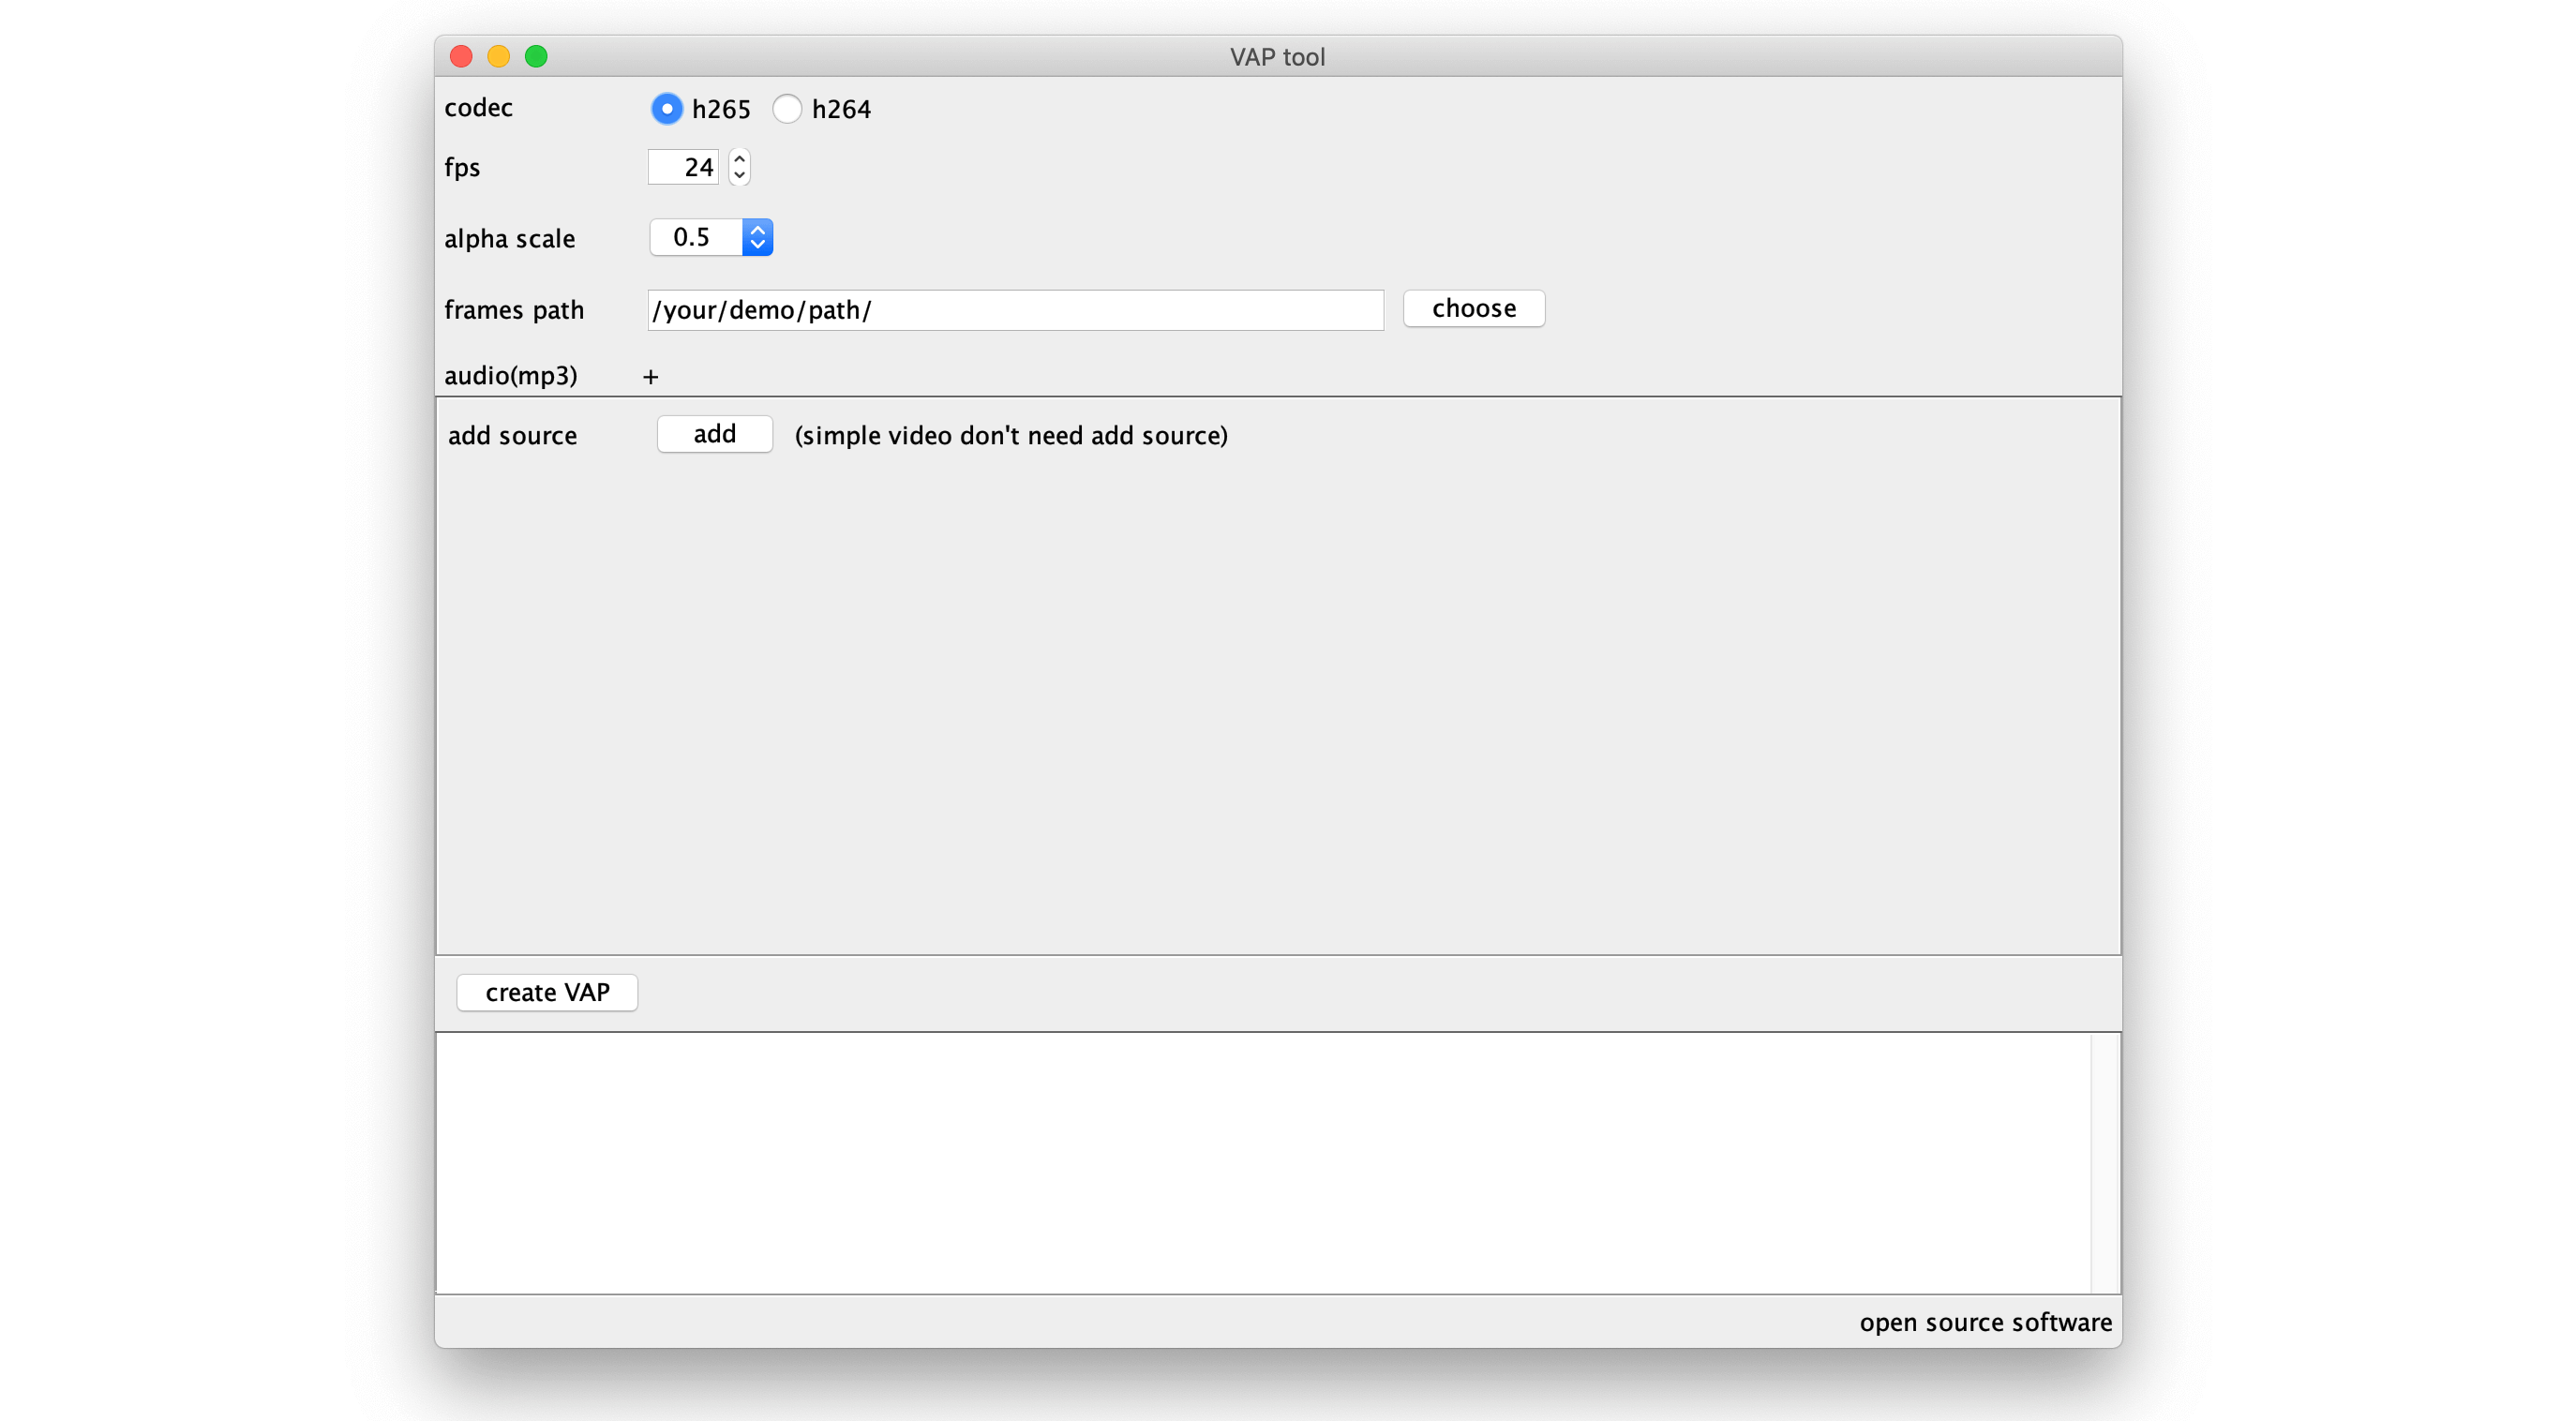 VAP tool
codec h265 h264
fps 24
alpha scale 0.5
frames path /your/demo/path/ choose
audio(mp3) +
add source add (simple video don't need add source)
create VAP
open source software